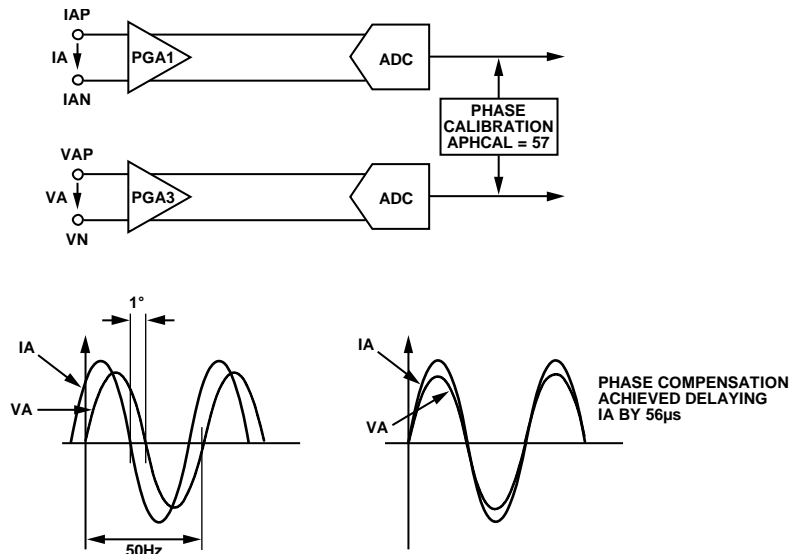 IAP
IA
PGA1
ADC
IAN
PHASE
CALIBRATION
APHCAL = 57
VAP
VA
PGA3
ADC
VN
1°
IA
VA
50Hz
IA
VA
PHASE COMPENSATION
ACHIEVED DELAYING
IA BY 56µs